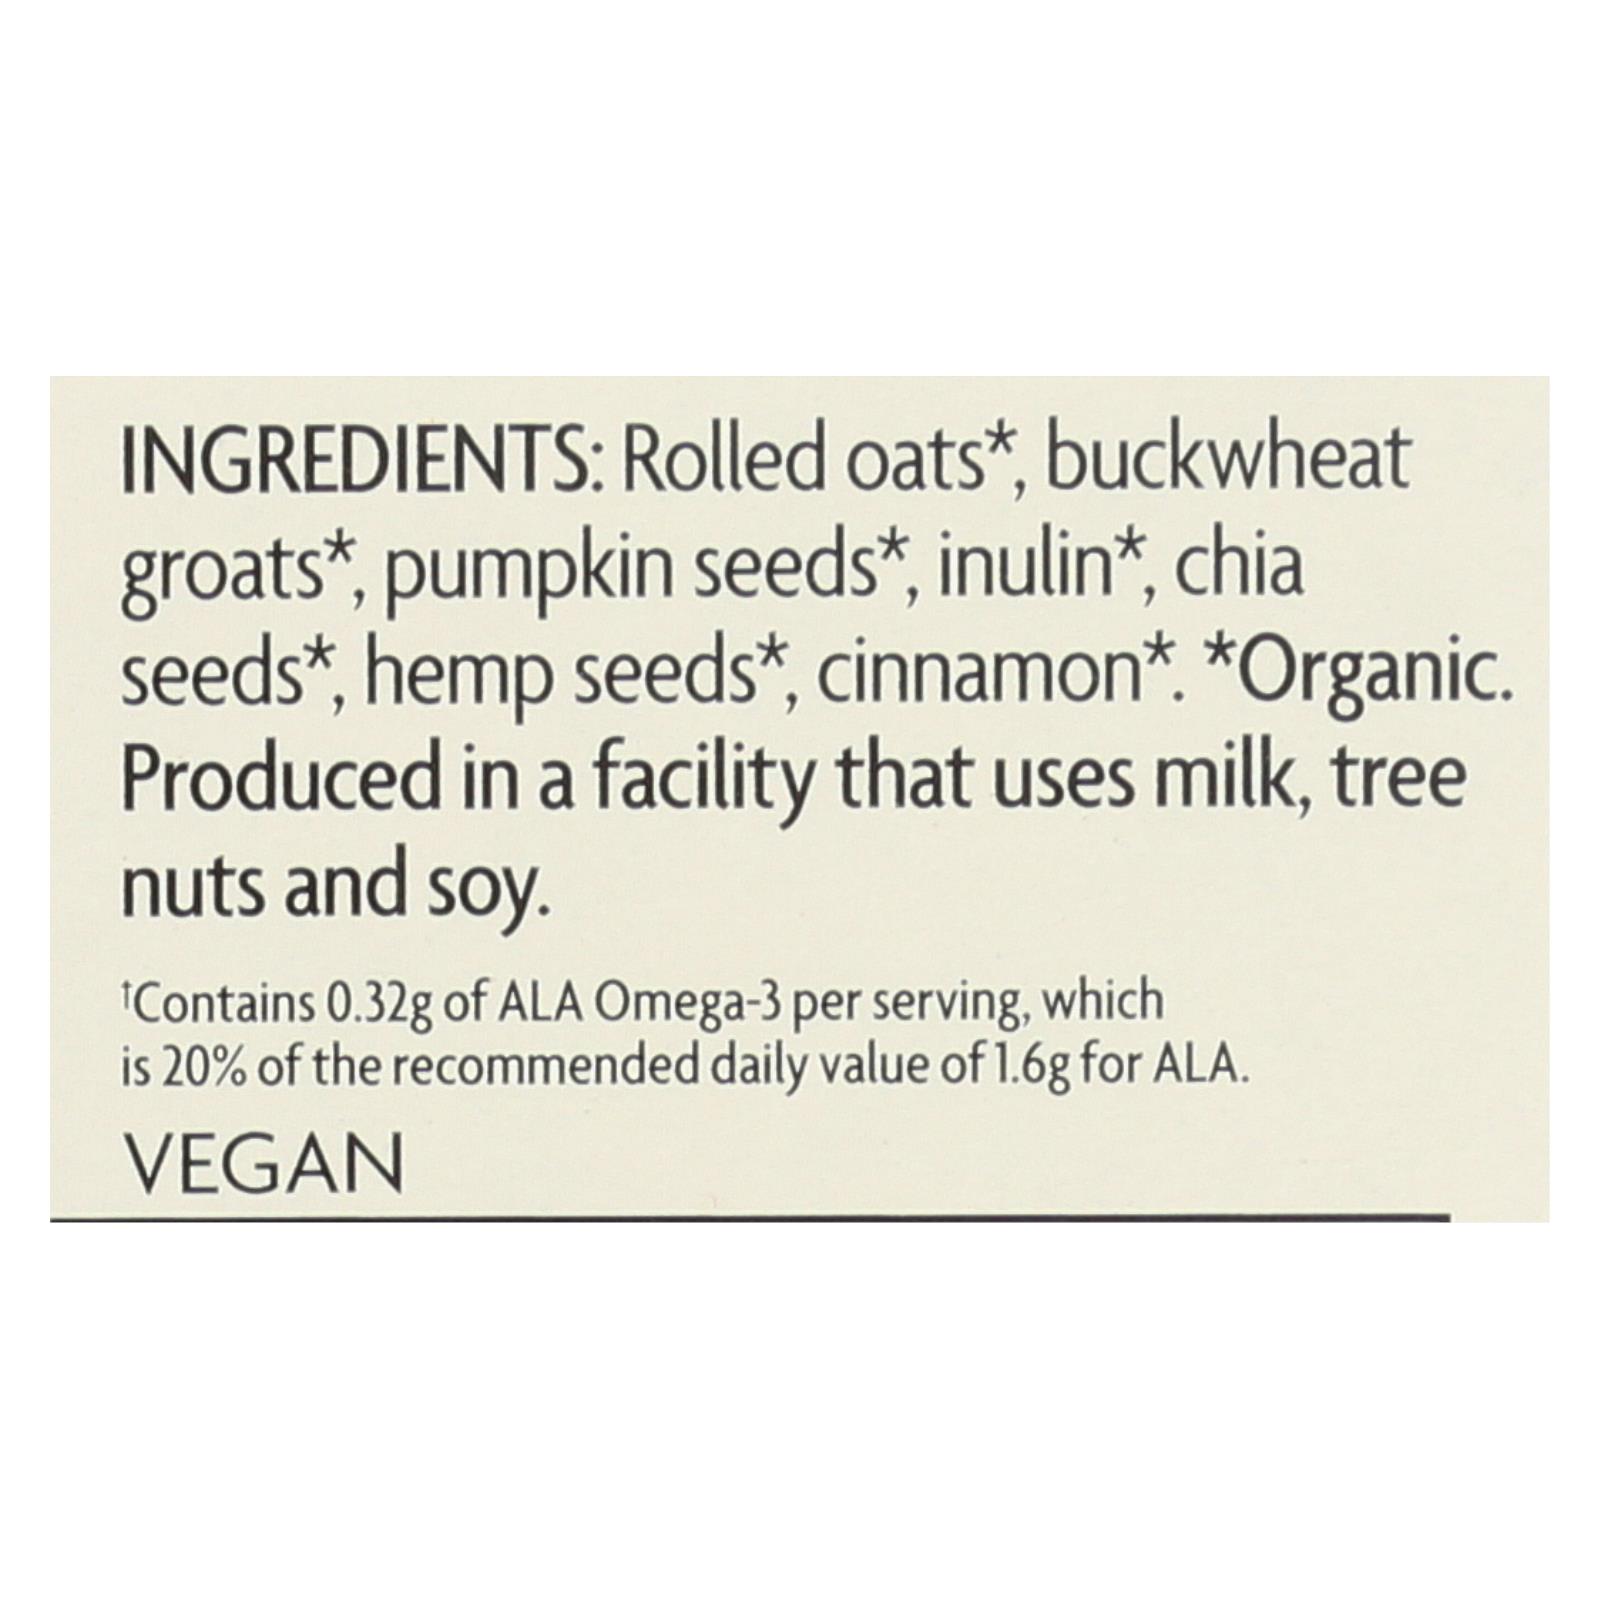 INGREDIENTS: Rolled oats*, buckwheat
groats*, pumpkin seeds*, inulin*, chia
seeds*, hemp seeds*, cinnamon*. *Organic.
Produced in a facility that uses milk, tree
nuts and soy.
†Contains 0.32g of ALA Omega-3 per serving, which
is 20% of the recommended daily value of 1.6g for ALA.
VEGAN